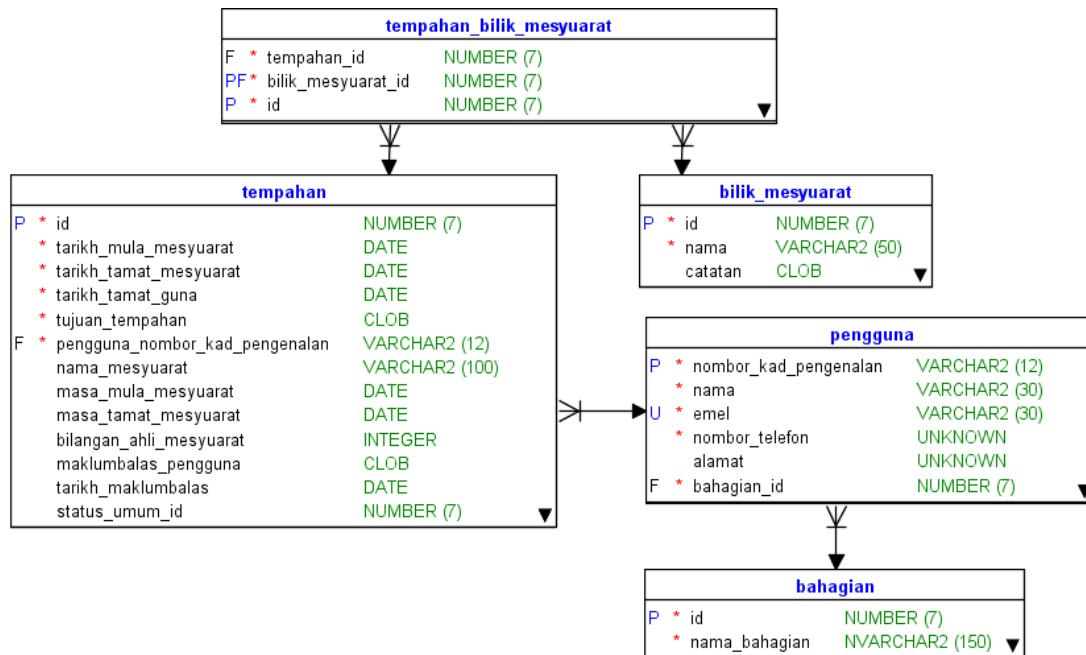 tempahan_bilik_mesyuarat
F * tempahan_id NUMBER (7)
PF* bilik_mesyuarat_id NUMBER (7)
P * id NUMBER (7)
tempahan
P * id NUMBER (7)
* tarikh_mula_mesyuarat DATE
* tarikh_tamat_mesyuarat DATE
* tarikh_tamat_guna DATE
* tujuan_tempahan CLOB
F * pengguna_nombor_kad_pengenalan VARCHAR2 (12)
nama_mesyuarat VARCHAR2 (100)
masa_mula_mesyuarat DATE
masa_tamat_mesyuarat DATE
bilangan_ahli_mesyuarat INTEGER
maklumbalas_pengguna CLOB
tarikh_maklumbalas DATE
status_umum_id NUMBER (7)
bilik_mesyuarat
P * id NUMBER (7)
* nama VARCHAR2 (50)
catatan CLOB
pengguna
P * nombor_kad_pengenalan VARCHAR2 (12)
* nama VARCHAR2 (30)
U * emel VARCHAR2 (30)
* nombor_telefon UNKNOWN
alamat UNKNOWN
F * bahagian_id NUMBER (7)
bahagian
P * id NUMBER (7)
* nama_bahagian NVARCHAR2 (150)